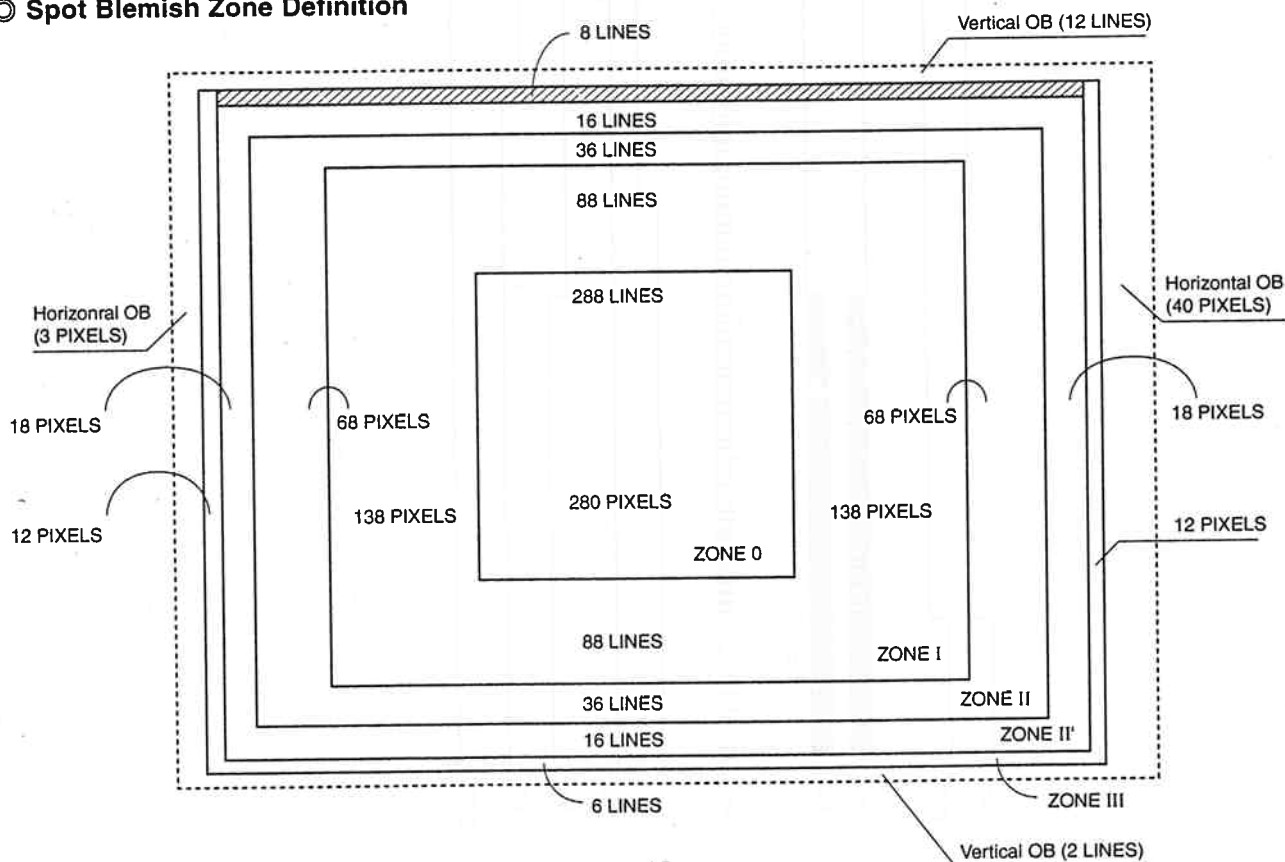 ◎ Spot Blemish Zone Definition
8 LINES
Vertical OB (12 LINES)
16 LINES
36 LINES
88 LINES
288 LINES
Horizonral OB
(3 PIXELS)
Horizontal OB
(40 PIXELS)
18 PIXELS
68 PIXELS
68 PIXELS
18 PIXELS
12 PIXELS
138 PIXELS
280 PIXELS
138 PIXELS
12 PIXELS
ZONE 0
88 LINES
ZONE I
36 LINES
ZONE II
16 LINES
ZONE II'
6 LINES
ZONE III
Vertical OB (2 LINES)